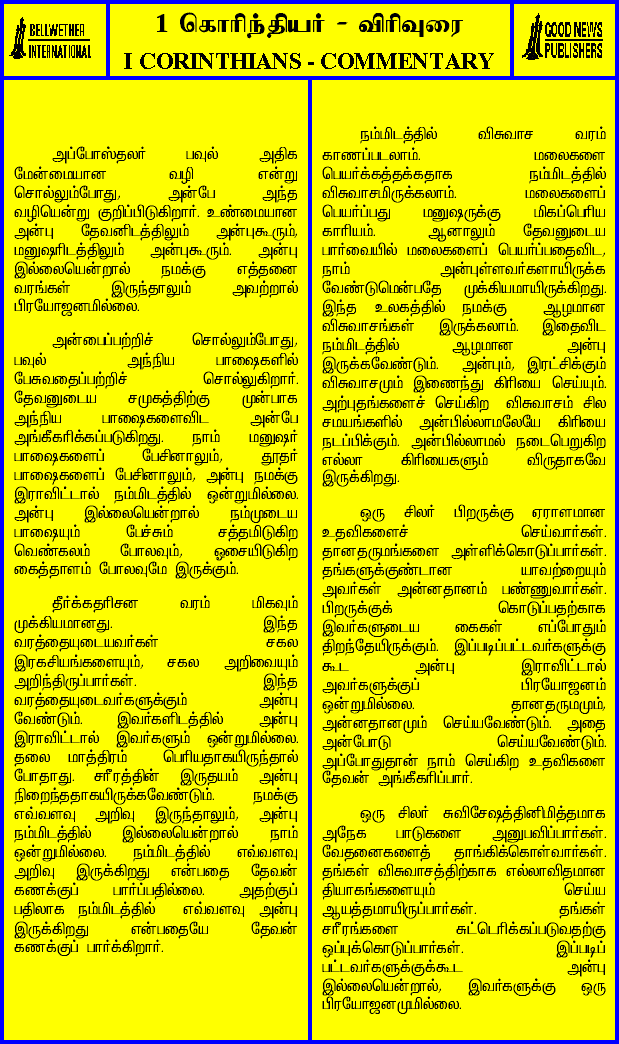 BELLWETHER
INTERNATIONAL
1 கொரிந்தியர் - விரிவுரை
I CORINTHIANS - COMMENTARY
GOOD NEWS
PUBLISHERS
அப்போஸ்தலர் பவுல் அதிக
மேன்மையான வழி என்று
சொல்லும்போது, அன்பே அந்த
வழியென்று குறிப்பிடுகிறார். உண்மையான
அன்பு தேவனிடத்திலும் அன்புகூரும்,
மனுஷரிடத்திலும் அன்புகூரும். அன்பு
இல்லையென்றால் நமக்கு எத்தனை
வரங்கள் இருந்தாலும் அவற்றால்
பிரயோஜனமில்லை.
அன்பைப்பற்றிச் சொல்லும்போது,
பவுல் அந்நிய பாஷைகளில்
பேசுவதைப்பற்றிச் சொல்லுகிறார்.
தேவனுடைய சமுகத்திற்கு முன்பாக
அந்நிய பாஷைகளைவிட அன்பே
அங்கீகரிக்கப்படுகிறது. நாம் மனுஷர்
பாஷைகளைப் பேசினாலும், தூதர்
பாஷைகளைப் பேசினாலும், அன்பு நமக்கு
இராவிட்டால் நம்மிடத்தில் ஒன்றுமில்லை.
அன்பு இல்லையென்றால் நம்முடைய
பாஷையும் பேச்சும் சத்தமிடுகிற
வெண்கலம் போலவும், ஓசையிடுகிற
கைத்தாளம் போலவுமே இருக்கும்.
தீர்க்கதரிசன வரம் மிகவும்
முக்கியமானது. இந்த
வரத்தையுடையவர்கள் சகல
இரகசியங்களையும், சகல அறிவையும்
அறிந்திருப்பார்கள். இந்த
வரத்தையுடைவர்களுக்கும் அன்பு
வேண்டும். இவர்களிடத்தில் அன்பு
இராவிட்டால் இவர்களும் ஒன்றுமில்லை.
தலை மாத்திரம் பெரியதாகயிருந்தால்
போதாது. சரீரத்தின் இருதயம் அன்பு
நிறைந்ததாகயிருக்கவேண்டும். நமக்கு
எவ்வளவு அறிவு இருந்தாலும், அன்பு
நம்மிடத்தில் இல்லையென்றால் நாம்
ஒன்றுமில்லை. நம்மிடத்தில் எவ்வளவு
அறிவு இருக்கிறது என்பதை தேவன்
கணக்குப் பார்ப்பதில்லை. அதற்குப்
பதிலாக நம்மிடத்தில் எவ்வளவு அன்பு
இருக்கிறது என்பதையே தேவன்
கணக்குப் பார்க்கிறார்.
நம்மிடத்தில் விசுவாச வரம்
காணப்படலாம். மலைகளை
பெயர்க்கத்தக்கதாக நம்மிடத்தில்
விசுவாசமிருக்கலாம். மலைகளைப்
பெயர்ப்பது மனுஷருக்கு மிகப்பெரிய
காரியம். ஆனாலும் தேவனுடைய
பார்வையில் மலைகளைப் பெயர்ப்பதைவிட,
நாம் அன்புள்ளவர்களாயிருக்க
வேண்டுமென்பதே முக்கியமாயிருக்கிறது.
இந்த உலகத்தில் நமக்கு ஆழமான
விசுவாசங்கள் இருக்கலாம். இதைவிட
நம்மிடத்தில் ஆழமான அன்பு
இருக்கவேண்டும். அன்பும், இரட்சிக்கும்
விசுவாசமும் இணைந்து கிரியை செய்யும்.
அற்புதங்களைச் செய்கிற விசுவாசம் சில
சமயங்களில் அன்பில்லாமலேயே கிரியை
நடப்பிக்கும். அன்பில்லாமல் நடைபெறுகிற
எல்லா கிரியைகளும் விருதாகவே
இருக்கிறது.
ஒரு சிலர் பிறருக்கு ஏராளமான
உதவிகளைச் செய்வார்கள்.
தானதருமங்களை அள்ளிக்கொடுப்பார்கள்.
தங்களுக்குண்டான யாவற்றையும்
அவர்கள் அன்னதானம் பண்ணுவார்கள்.
பிறருக்குக் கொடுப்பதற்காக
இவர்களுடைய கைகள் எப்போதும்
திறந்தேயிருக்கும். இப்படிப்பட்டவர்களுக்கு
கூட அன்பு இராவிட்டால்
அவர்களுக்குப் பிரயோஜனம்
ஒன்றுமில்லை. தானதருமமும்,
அன்னதானமும் செய்யவேண்டும். அதை
அன்போடு செய்யவேண்டும்.
அப்போதுதான் நாம் செய்கிற உதவிகளை
தேவன் அங்கீகரிப்பார்.
ஒரு சிலர் சுவிசேஷத்தினிமித்தமாக
அநேக பாடுகளை அனுபவிப்பார்கள்.
வேதனைகளைத் தாங்கிக்கொள்வார்கள்.
தங்கள் விசுவாசத்திற்காக எல்லாவிதமான
தியாகங்களையும் செய்ய
ஆயத்தமாயிருப்பார்கள். தங்கள்
சரீரங்களை சுட்டெரிக்கப்படுவதற்கு
ஒப்புக்கொடுப்பார்கள். இப்படிப்
பட்டவர்களுக்குக்கூட அன்பு
இல்லையென்றால், இவர்களுக்கு ஒரு
பிரயோஜனமுமில்லை.